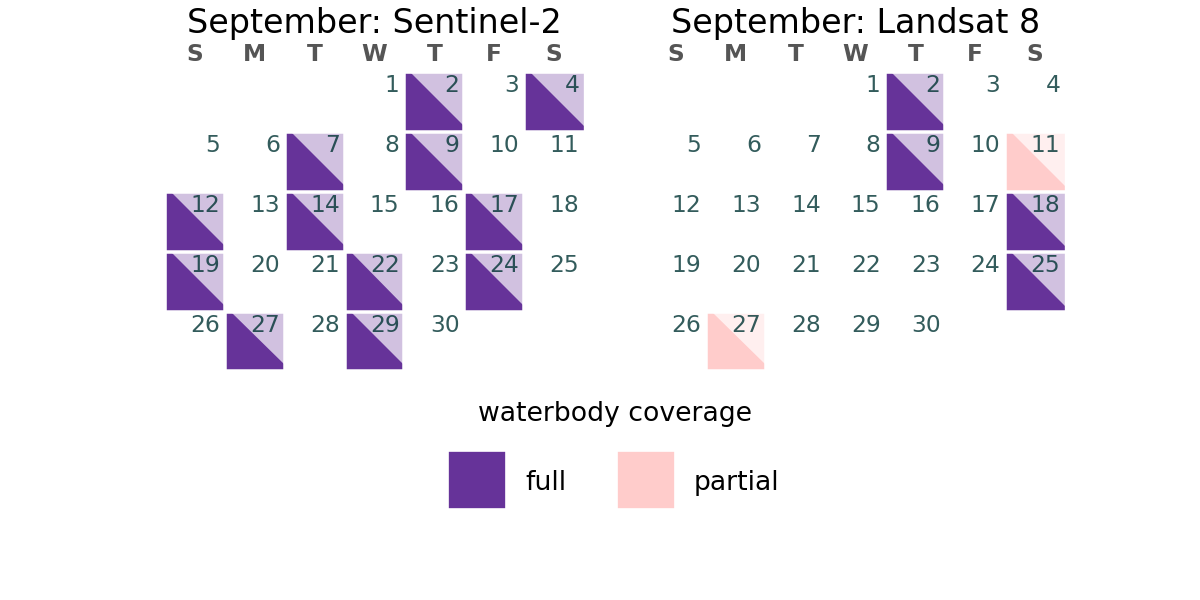 September: Sentinel-2
S M T W T F S
1 2 3 4
5 6 7 8 9 10 11
12 13 14 15 16 17 18
19 20 21 22 23 24 25
26 27 28 29 30
September: Landsat 8
S M T W T F S
1 2 3 4
5 6 7 8 9 10 11
12 13 14 15 16 17 18
19 20 21 22 23 24 25
26 27 28 29 30
waterbody coverage
full
partial